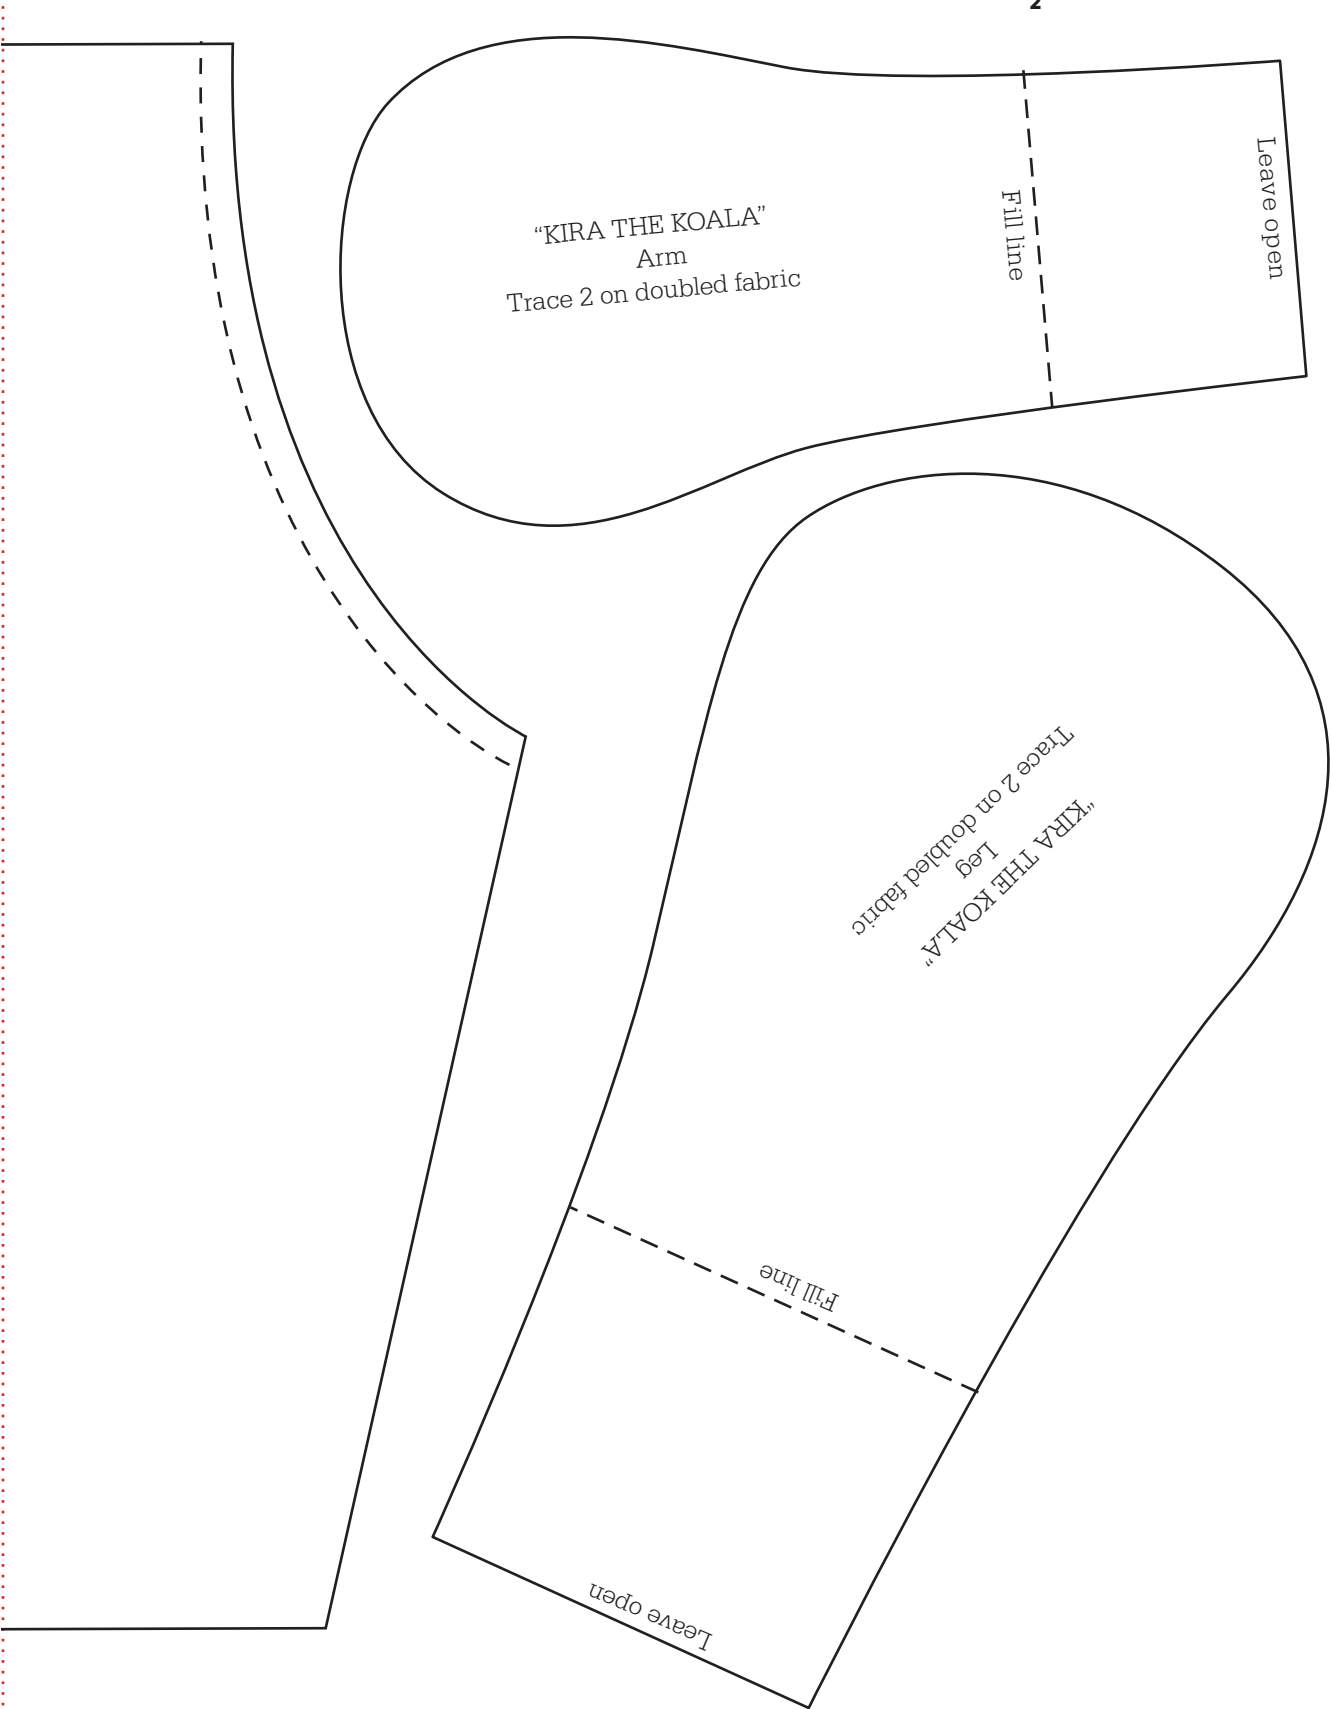 2
“KIRA THE KOALA”
Arm
Trace 2 on doubled fabric
Fill line
Leave open
“KIRA THE KOALA”
Leg
Trace 2 on doubled fabric
Fill line
Leave open